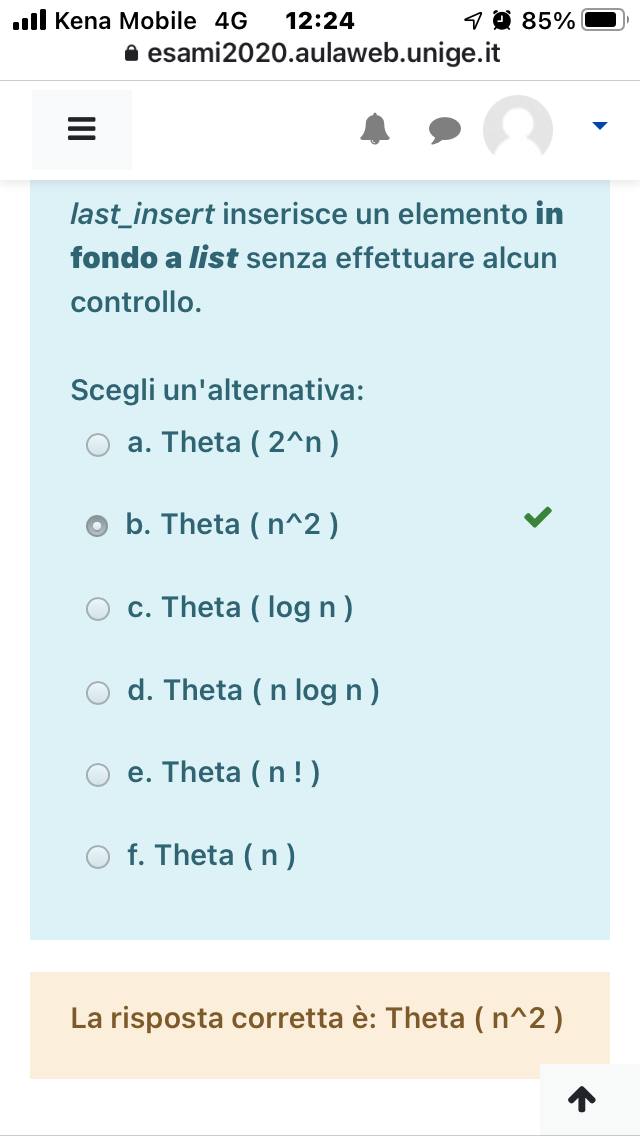 Kena Mobile 4G 12:24 85%
esami2020.aulaweb.unige.it
last_insert inserisce un elemento in
fondo a list senza effettuare alcun
controllo.
Scegli un'alternativa:
a. Theta ( 2^n )
b. Theta ( n^2 )
c. Theta ( log n )
d. Theta ( n log n )
e. Theta ( n ! )
f. Theta ( n )
La risposta corretta è: Theta ( n^2 )